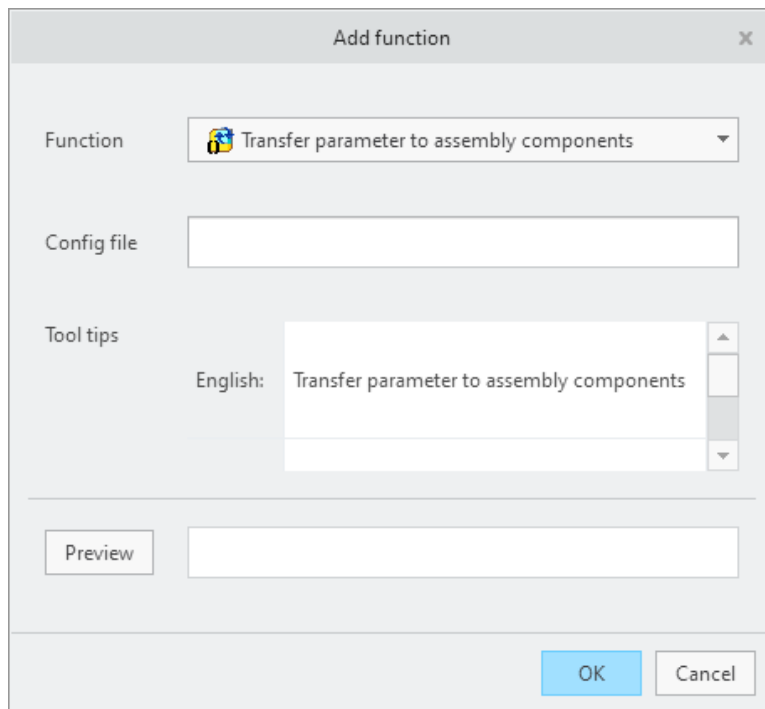 Add function
Function
Transfer parameter to assembly components
Config file
Tool tips
English:
Transfer parameter to assembly components
Preview
OK
Cancel